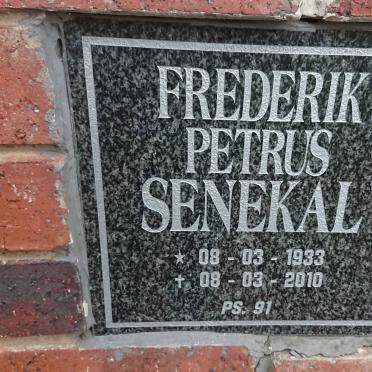 FREDERIK
PETRUS
SENEKAL
★ 08 - 03 - 1933
✝ 08 - 03 - 2010
PS. 91